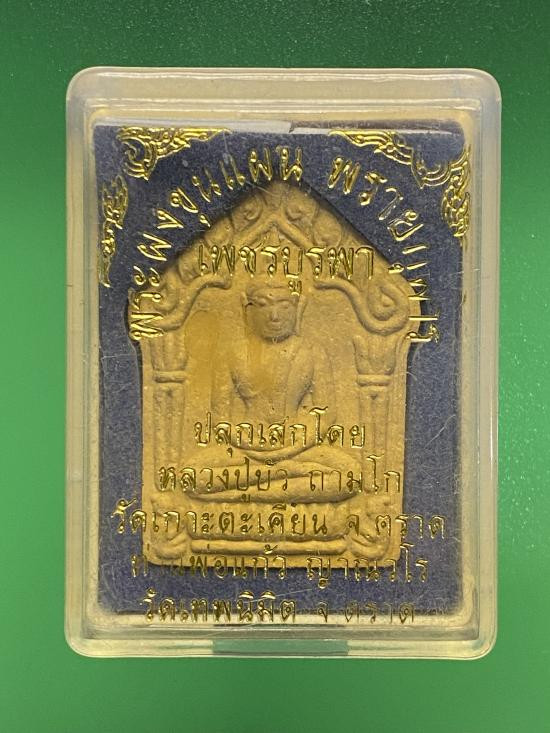 พระผงขุนแผน พราย
เพชรบูรพา
ปลุกเสกโดย
หลวงปู่บัว ถามโก
วัดเกาะตะเคียน จ.ตราด
ท่านพ่อแก้ว ญาณวโร
วัดเทพนิมิต จ.ตราด